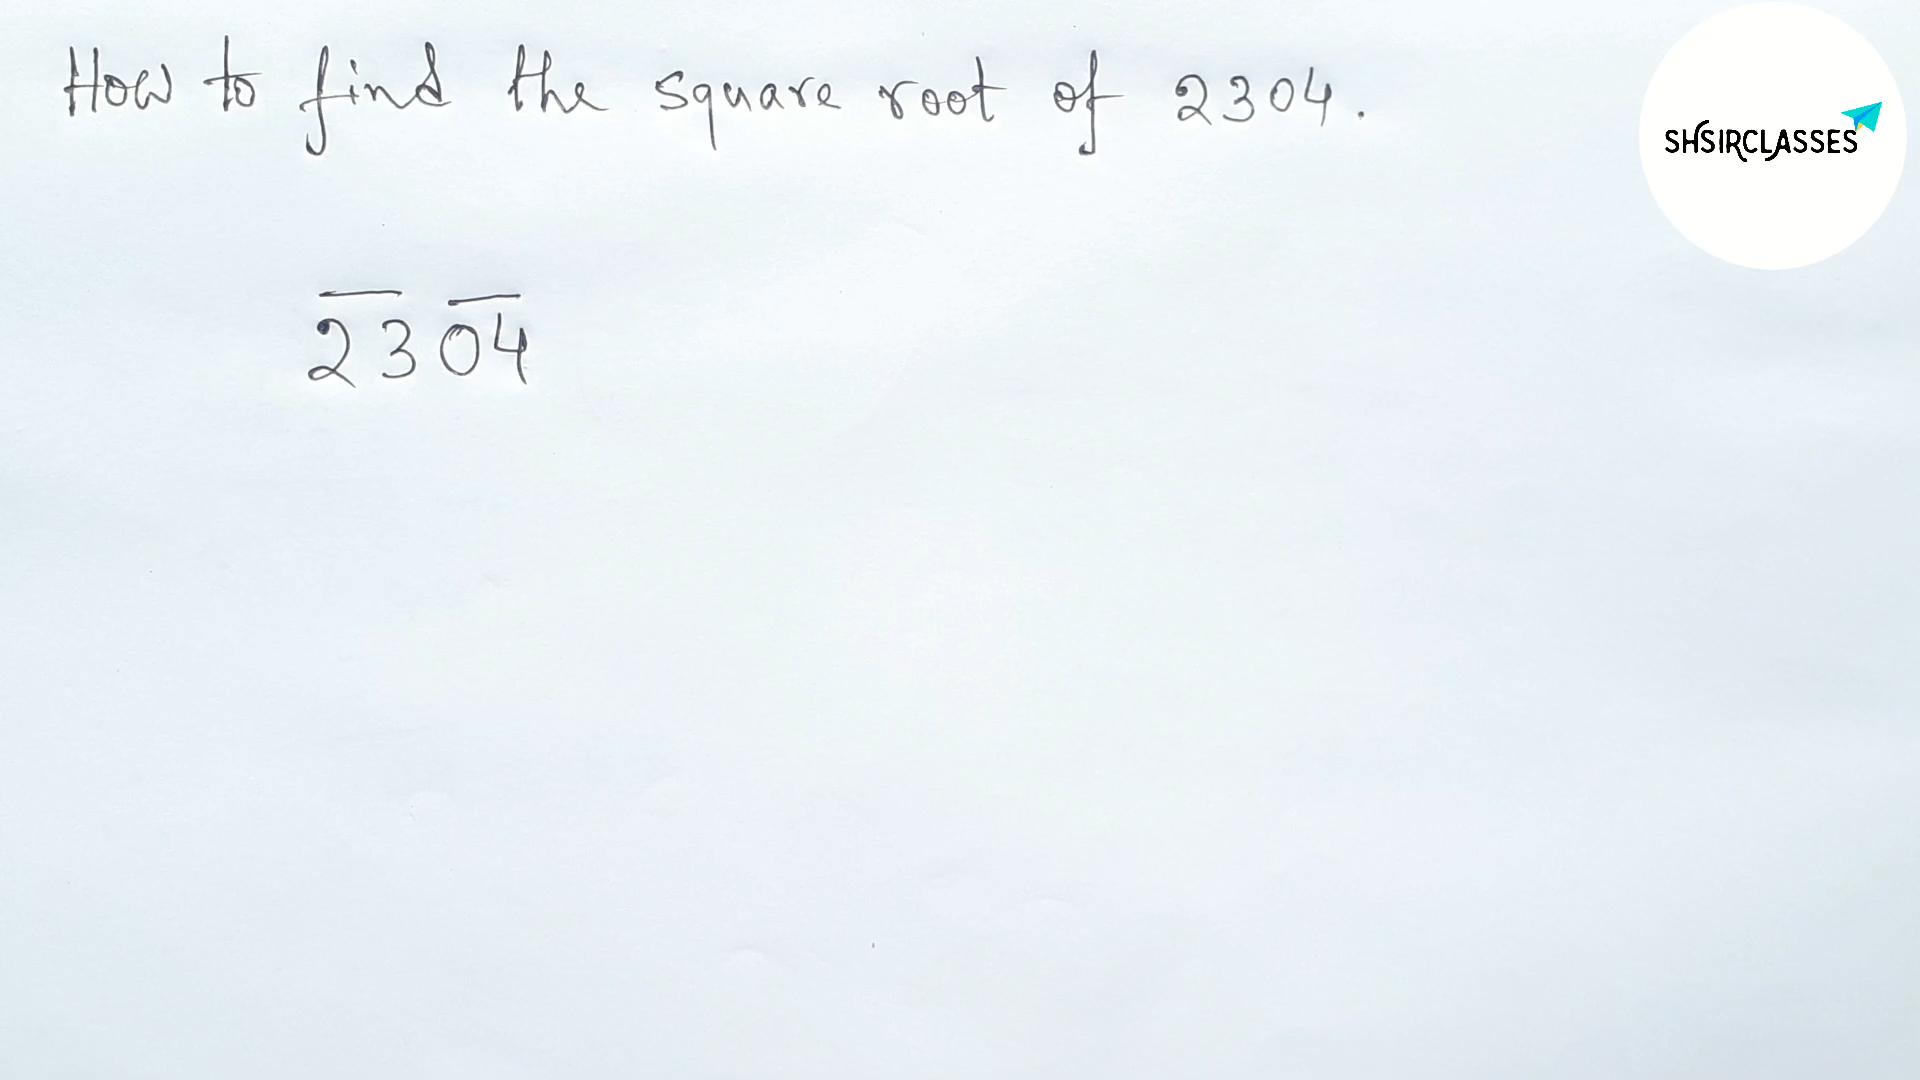 How to find the square root of 2304.
SHSIRCLASSES
2304